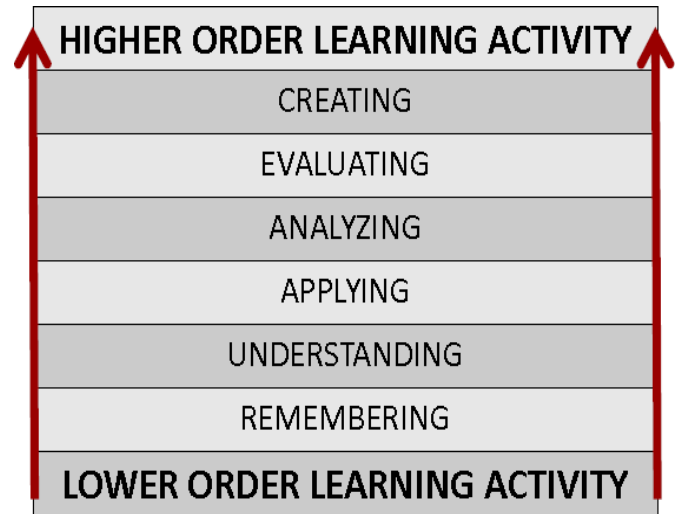 HIGHER ORDER LEARNING ACTIVITY
CREATING
EVALUATING
ANALYZING
APPLYING
UNDERSTANDING
REMEMBERING
LOWER ORDER LEARNING ACTIVITY